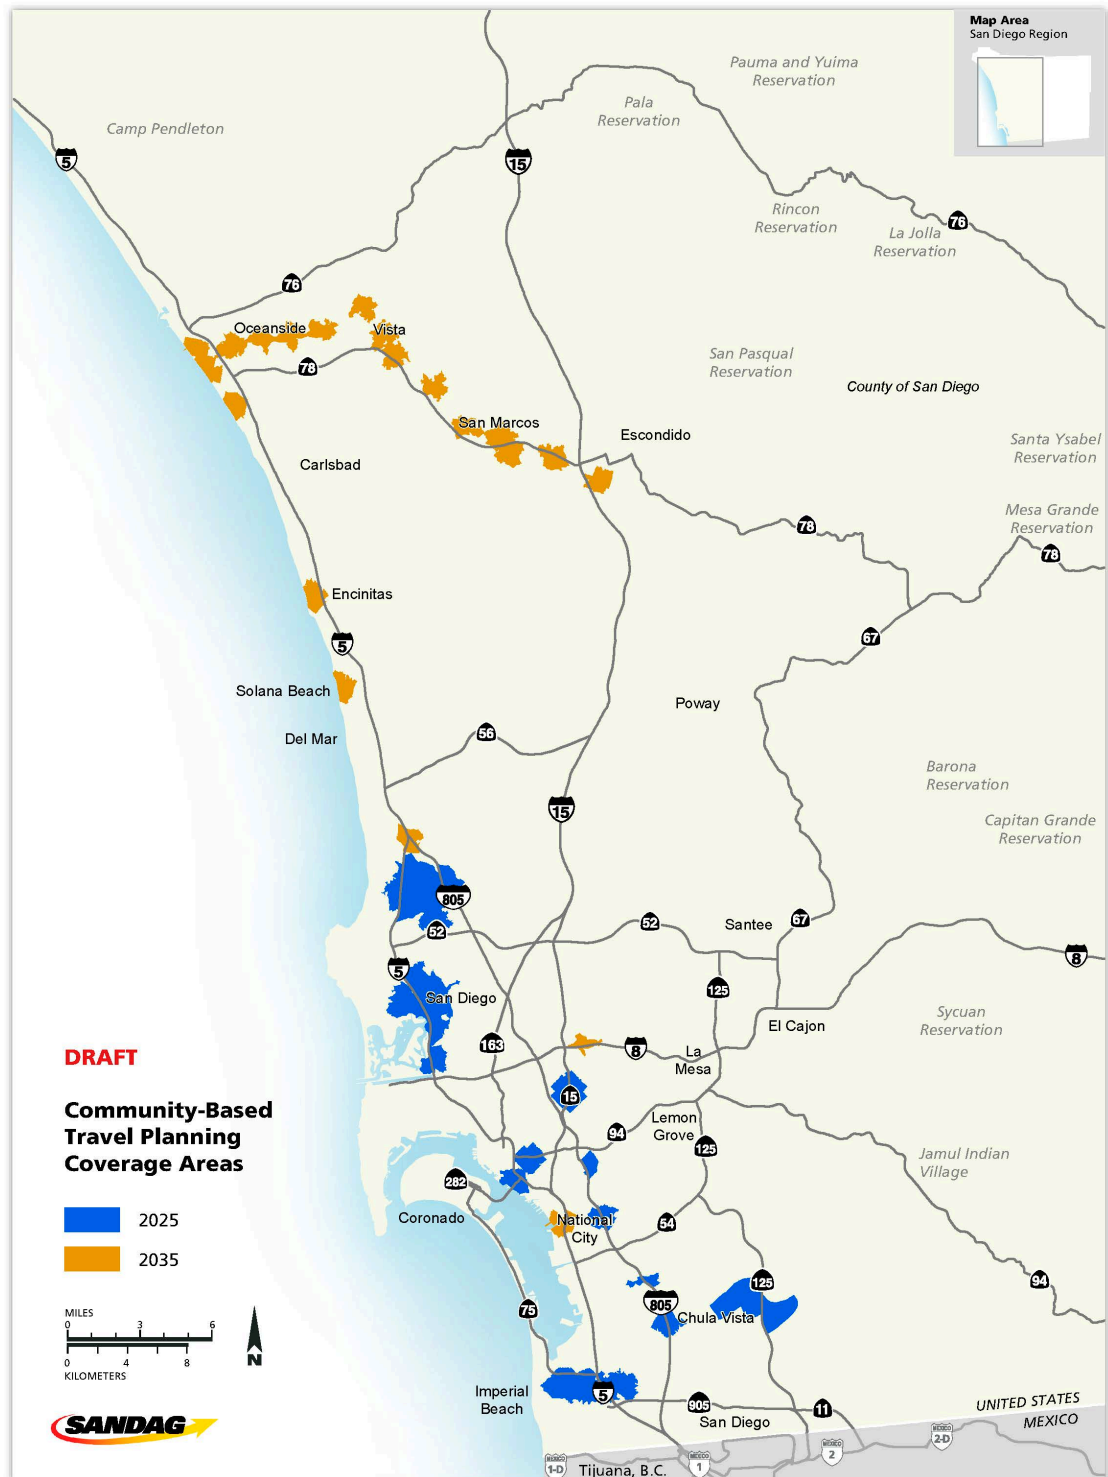 Map Area
San Diego Region
Pauma and Yuima
Reservation
Pala
Reservation
Camp Pendleton
5
15
Rincon
Reservation
76
La Jolla
Reservation
76
Oceanside
Vista
78
San Pasqual
Reservation
County of San Diego
San Marcos
Escondido
Santa Ysabel
Reservation
Carlsbad
Mesa Grande
Reservation
78
78
Encinitas
5
67
Solana Beach
Poway
Del Mar
56
Barona
Reservation
15
Capitan Grande
Reservation
805
52
52
Santee
67
8
5
125
San Diego
Sycuan
Reservation
El Cajon
163
8
La
Mesa
DRAFT
15
Community-Based
Travel Planning
Coverage Areas
Lemon
Grove
94
125
Jamul Indian
Village
282
2025
Coronado
National
City
54
2035
94
125
805
75
Chula Vista
MILES
0 3 6
0 4 8
KILOMETERS
N
Imperial
Beach
5
905
11
San Diego
UNITED STATES
MEXICO
SANDAG
MEXICO
1-D
Tijuana, B.C.
MEXICO
1
MEXICO
2
MEXICO
2-D